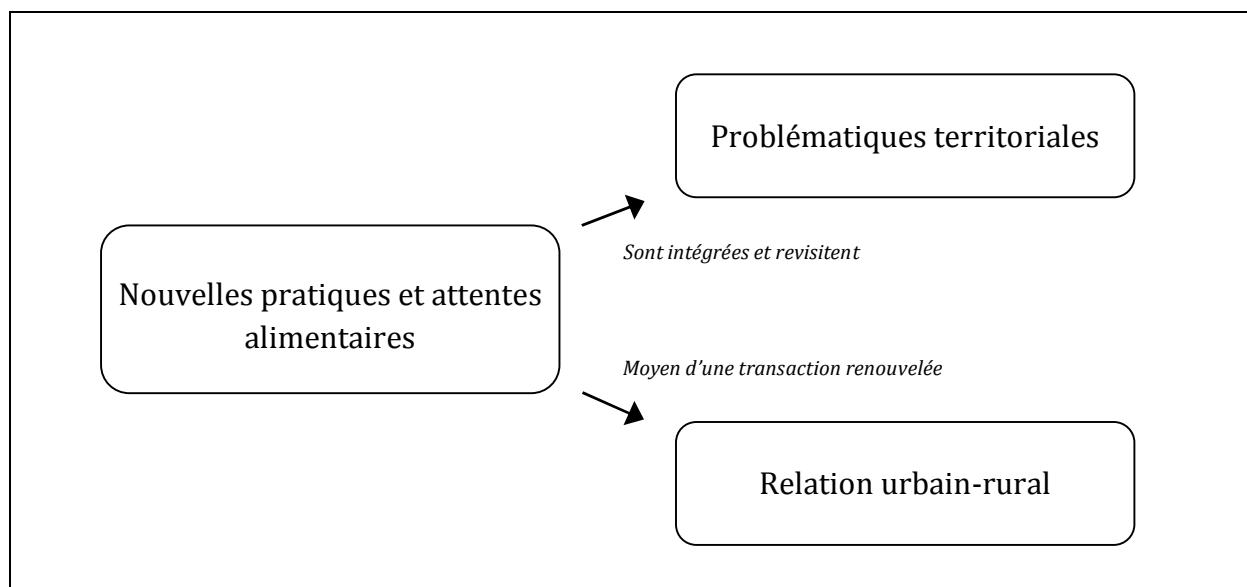 Problématiques territoriales
Sont intégrées et revisitent
Nouvelles pratiques et attentes
alimentaires
Moyen d’une transaction renouvelée
Relation urbain-rural